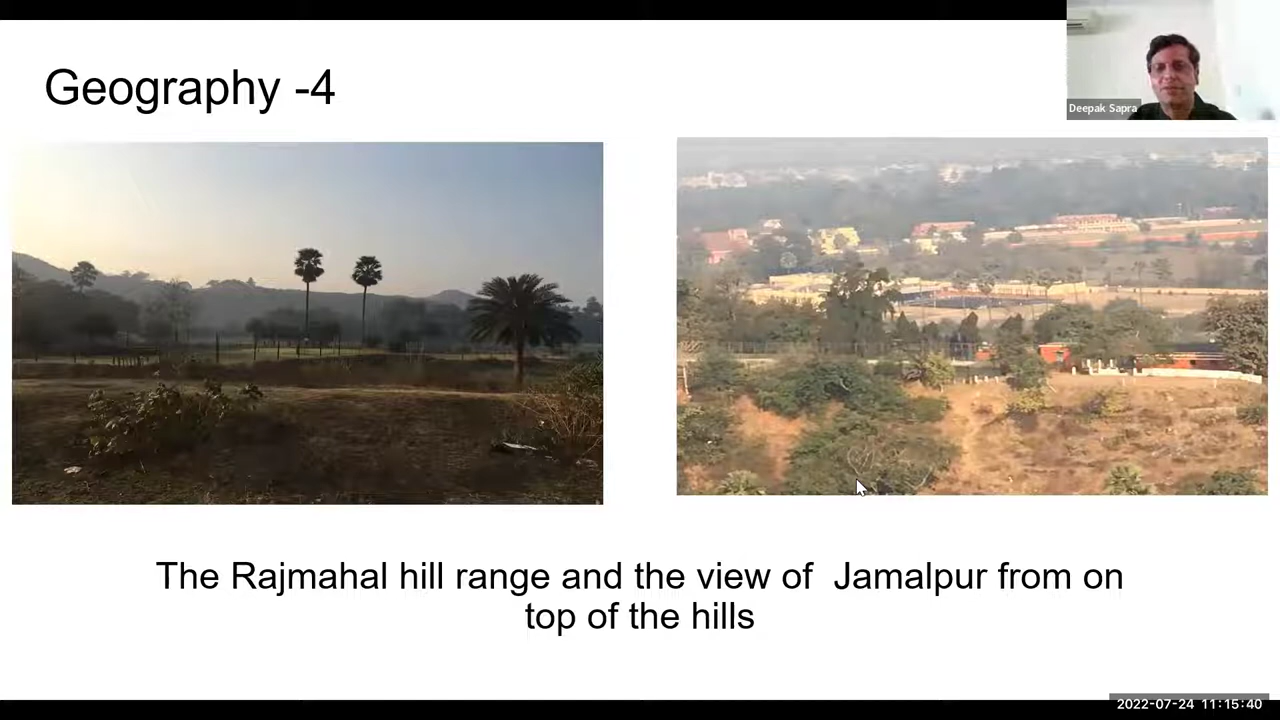 Geography -4
Deepak Sapra
The Rajmahal hill range and the view of  Jamalpur from on
top of the hills
2022-07-24 11:15:40